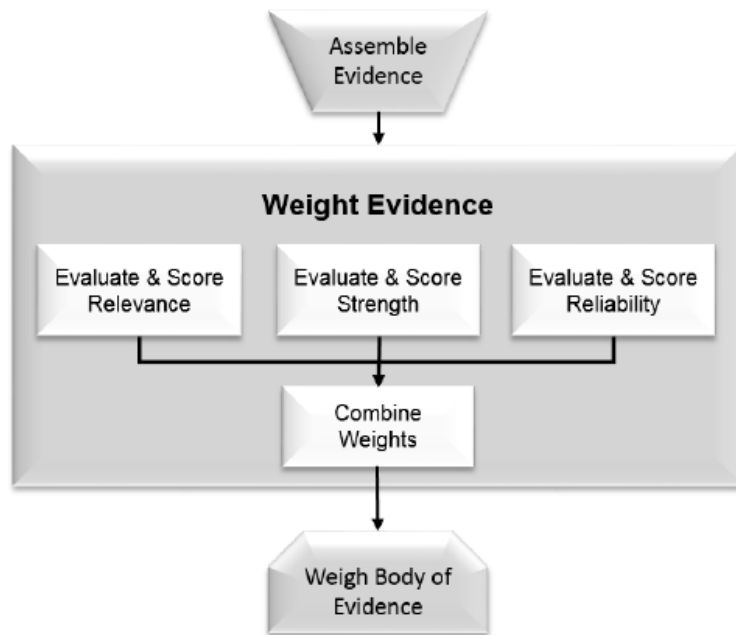 Assemble
Evidence
Weight Evidence
Evaluate & Score
Relevance
Evaluate & Score
Strength
Evaluate & Score
Reliability
Combine
Weights
Weigh Body of
Evidence